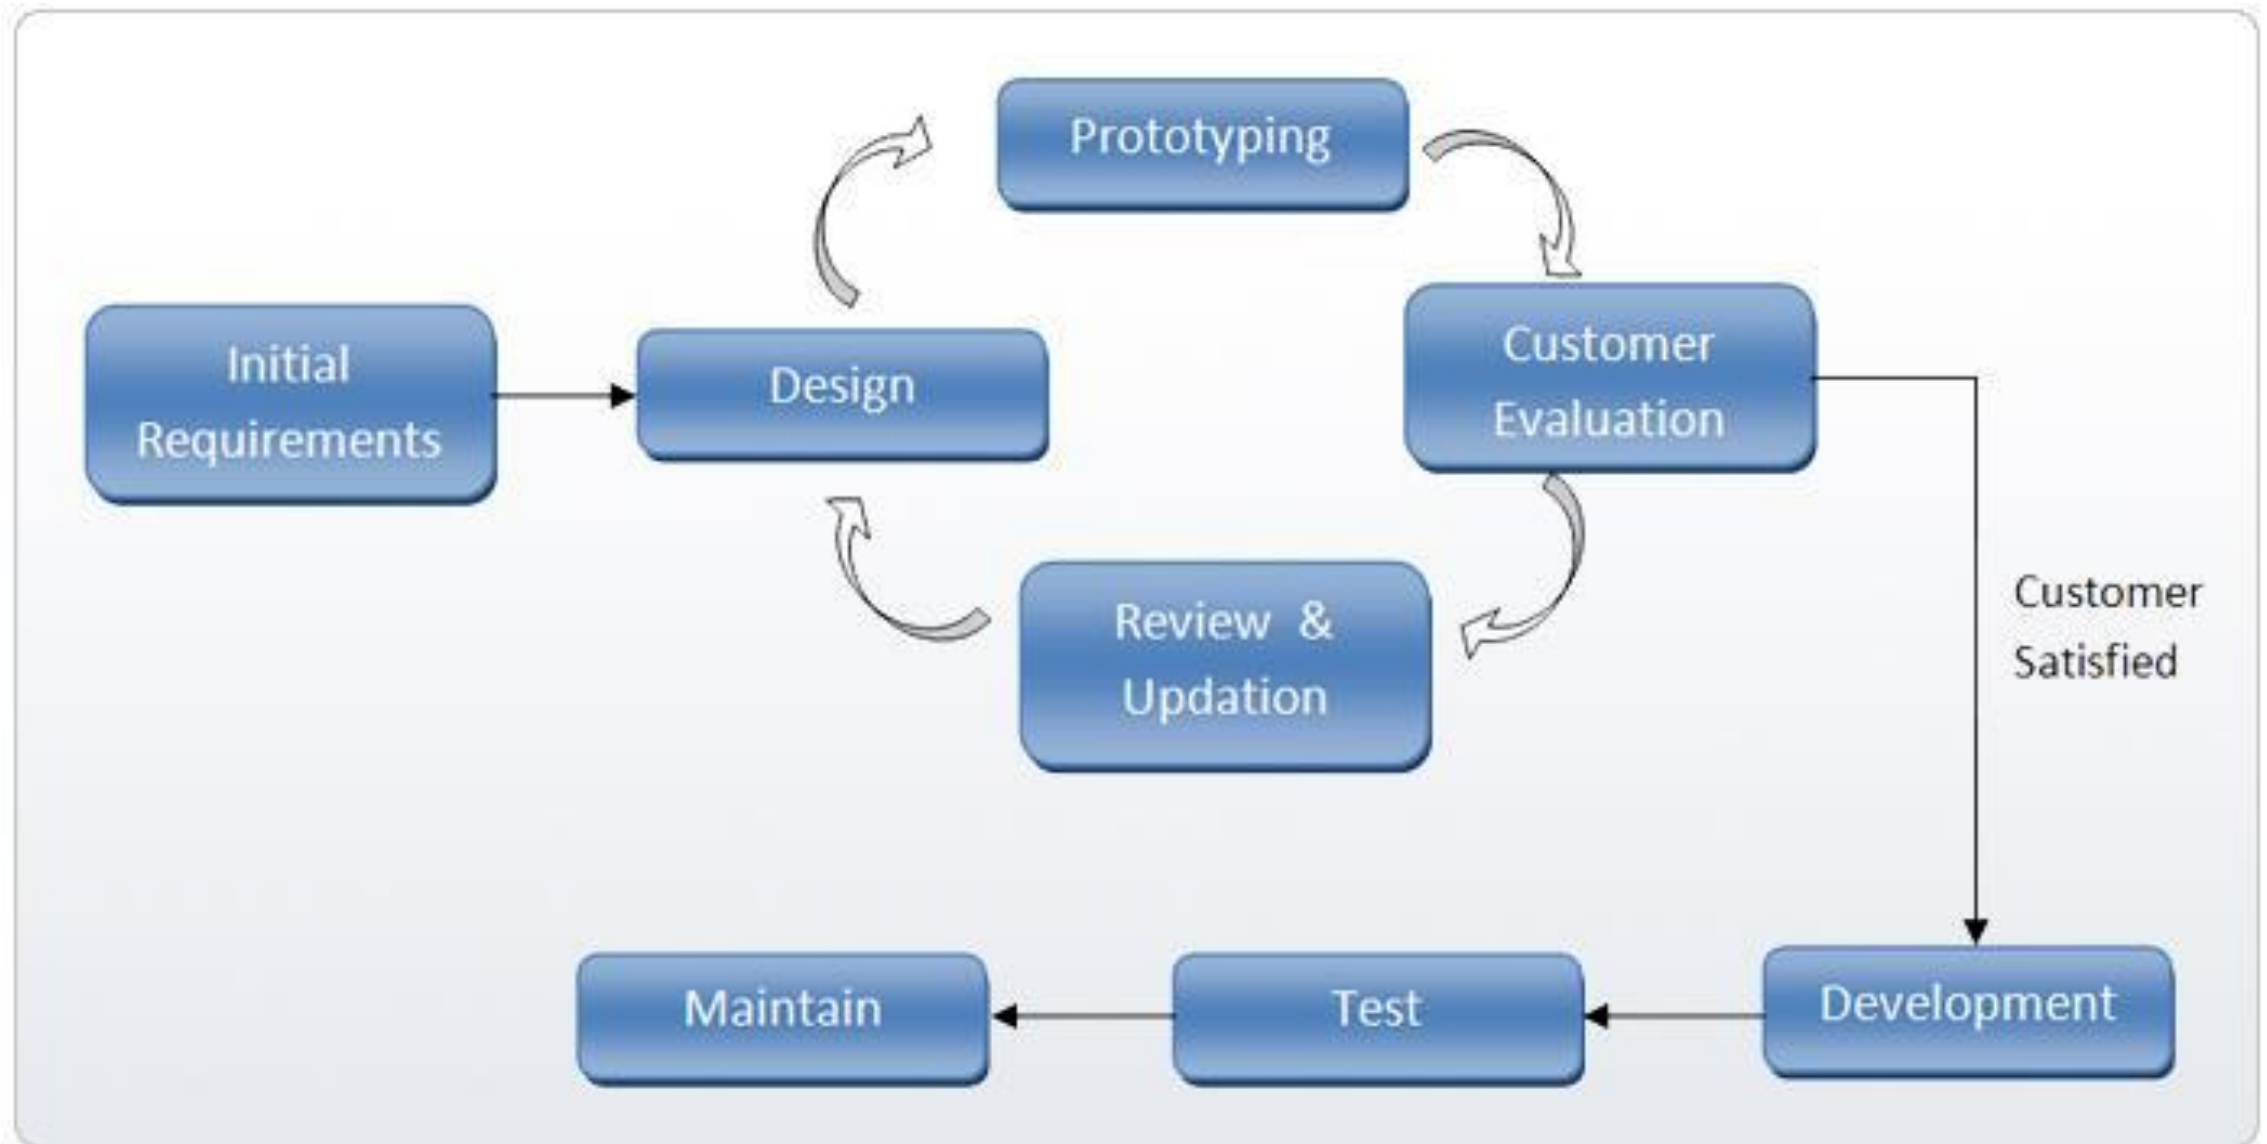 Prototyping
Initial
Requirements
Design
Customer
Evaluation
Review & 
Updation
Customer
Satisfied
Maintain
Test
Development